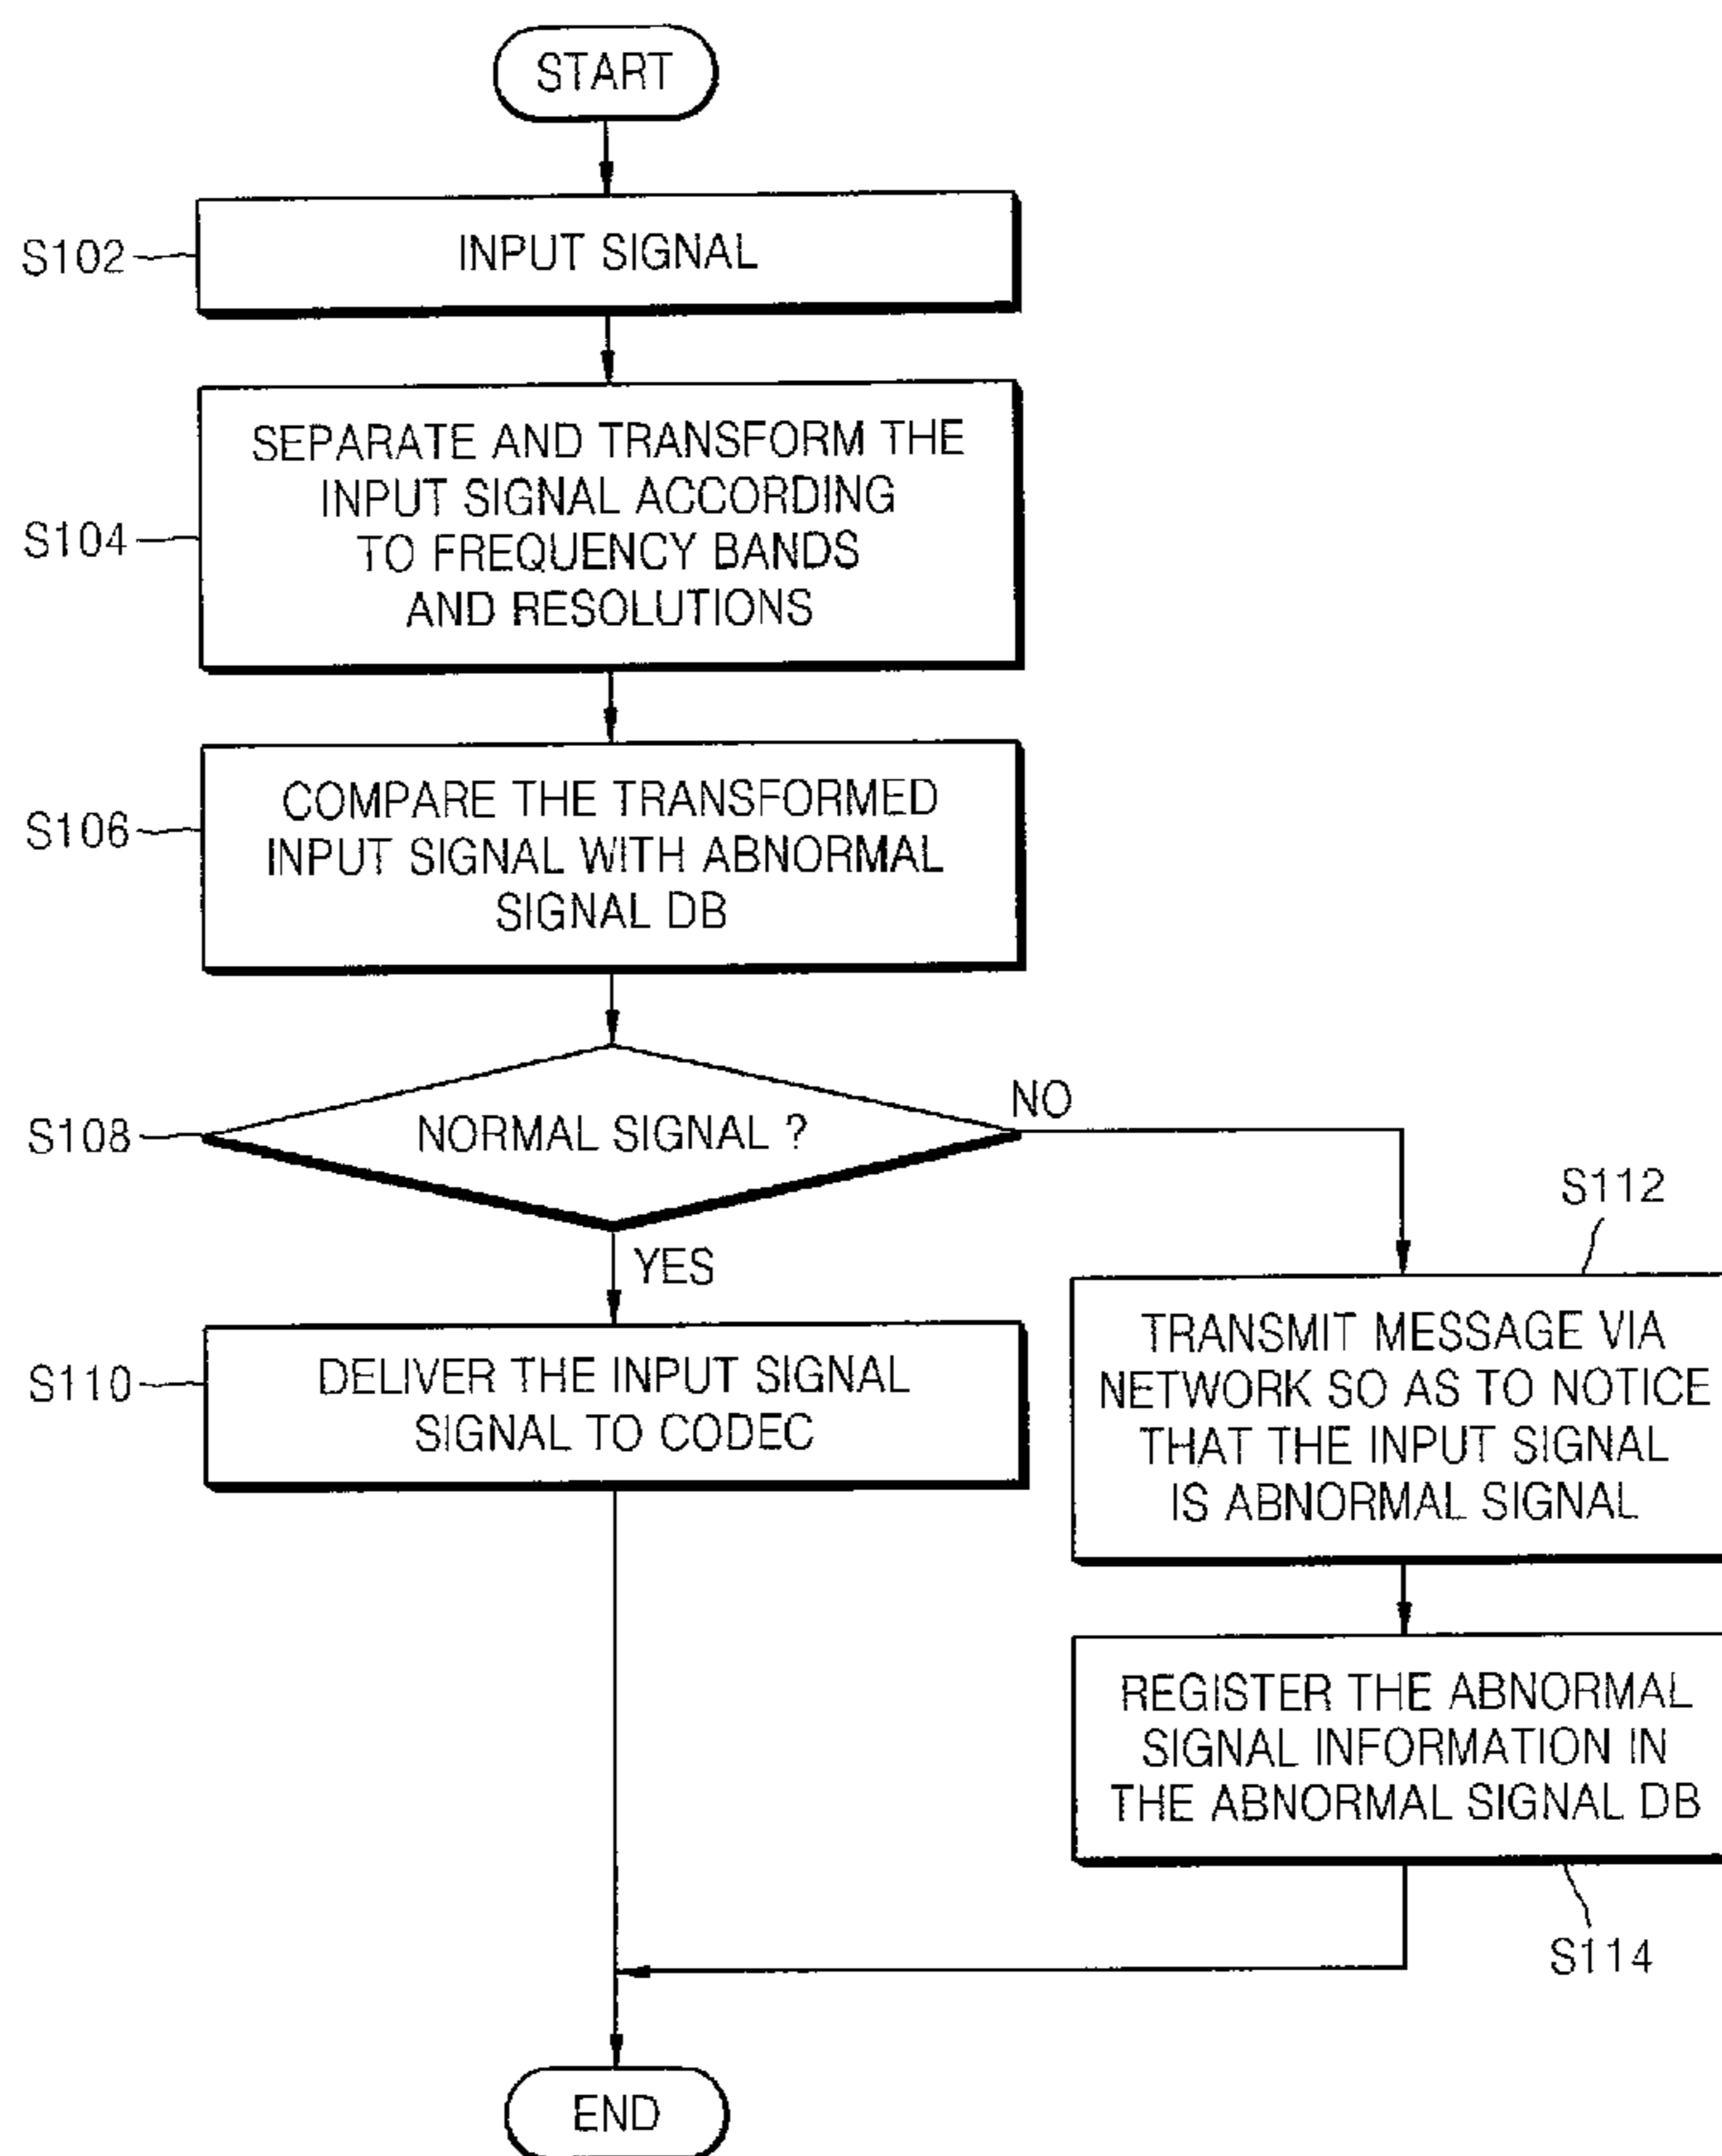 START
S102
INPUT SIGNAL
S104
SEPARATE AND TRANSFORM THE
INPUT SIGNAL ACCORDING
TO FREQUENCY BANDS
AND RESOLUTIONS
S106
COMPARE THE TRANSFORMED
INPUT SIGNAL WITH ABNORMAL
SIGNAL DB
S108
NORMAL SIGNAL ?
NO
YES
S110
DELIVER THE INPUT SIGNAL
SIGNAL TO CODEC
S112
TRANSMIT MESSAGE VIA
NETWORK SO AS TO NOTICE
THAT THE INPUT SIGNAL
IS ABNORMAL SIGNAL
REGISTER THE ABNORMAL
SIGNAL INFORMATION IN
THE ABNORMAL SIGNAL DB
S114
END